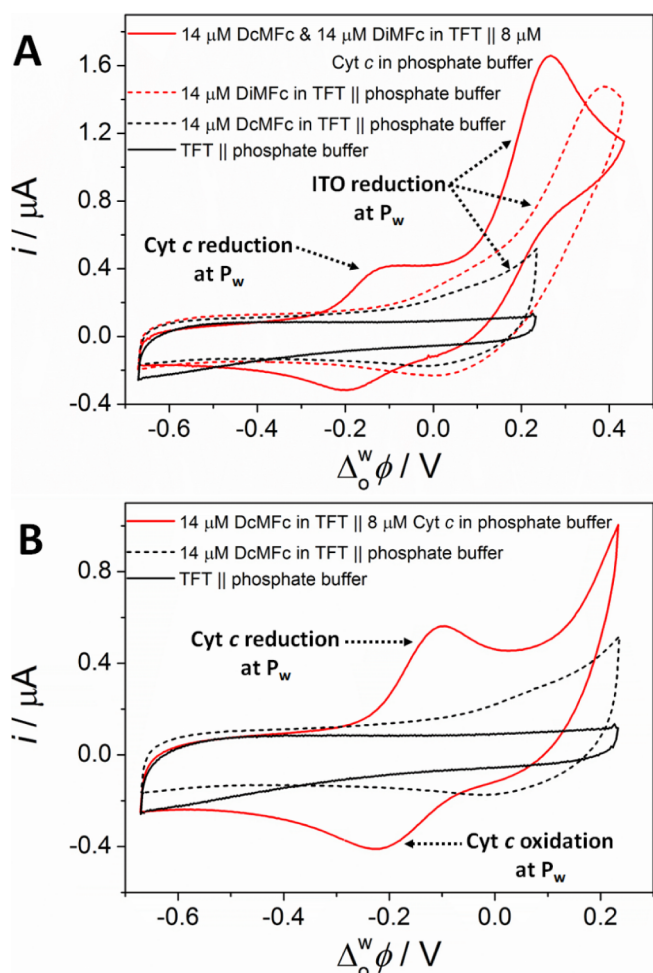 A
14 μM DcMFc & 14 μM DiMFc in TFT || 8 μM
Cyt c in phosphate buffer
14 μM DiMFc in TFT || phosphate buffer
14 μM DcMFc in TFT || phosphate buffer
TFT || phosphate buffer
ITO reduction
at Pw
Cyt c reduction
at Pw
i / μA
1.6
1.2
0.8
0.4
0.0
-0.4
-0.6
-0.4
-0.2
0.0
0.2
0.4
Δwoϕ / V
B
14 μM DcMFc in TFT || 8 μM Cyt c in phosphate buffer
14 μM DcMFc in TFT || phosphate buffer
TFT || phosphate buffer
Cyt c reduction
at Pw
Cyt c oxidation
at Pw
i / μA
0.8
0.4
0.0
-0.4
-0.6
-0.4
-0.2
0.0
0.2
Δwoϕ / V